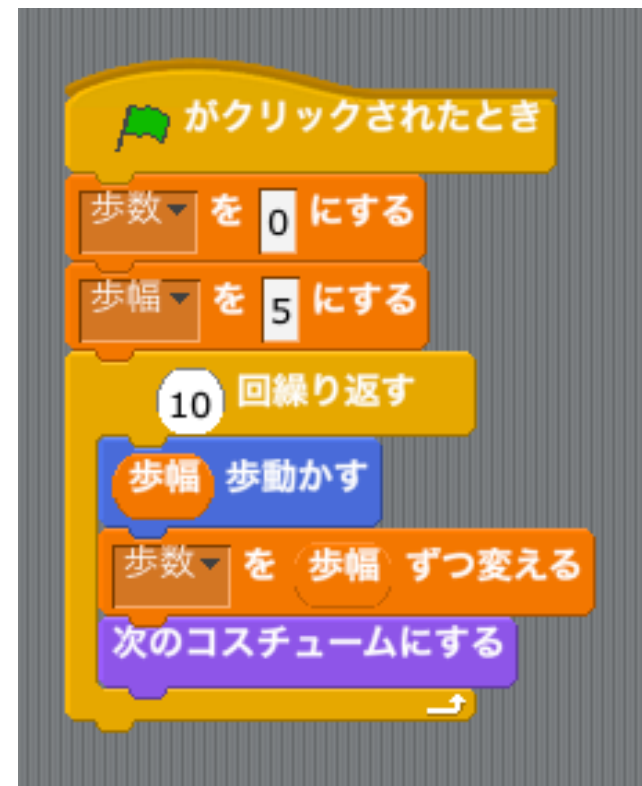 がクリックされたとき
歩数 を 0 にする
歩幅 を 5 にする
10 回繰り返す
歩幅 歩動かす
歩数 を 歩幅 ずつ変える
次のコスチュームにする